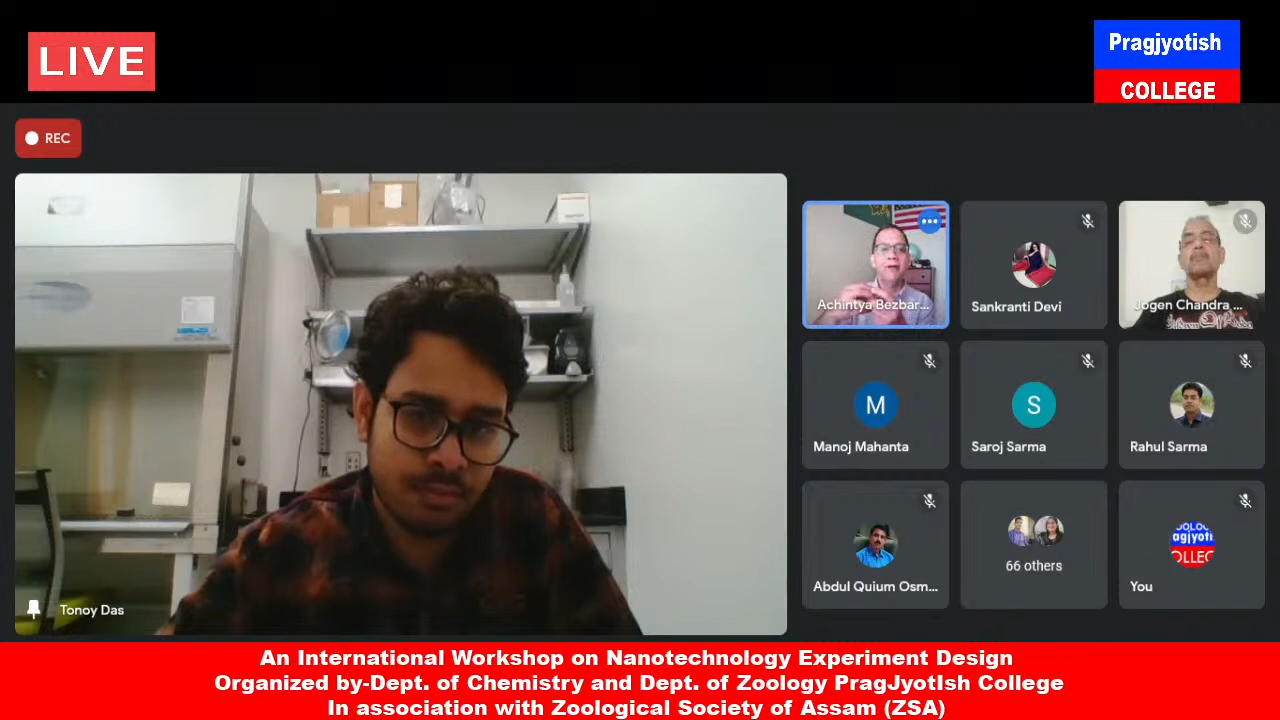 LIVE
Pragjyotish
COLLEGE
REC
Achintya Bezbar...
Sankranti Devi
Jogen Chandra ...
M
Manoj Mahanta
S
Saroj Sarma
Rahul Sarma
Abdul Quium Osm...
66 others
agjyoti
OLLEG
You
Tonoy Das
An International Workshop on Nanotechnology Experiment Design
Organized by-Dept. of Chemistry and Dept. of Zoology PragJyotIsh College
In association with Zoological Society of Assam (ZSA)